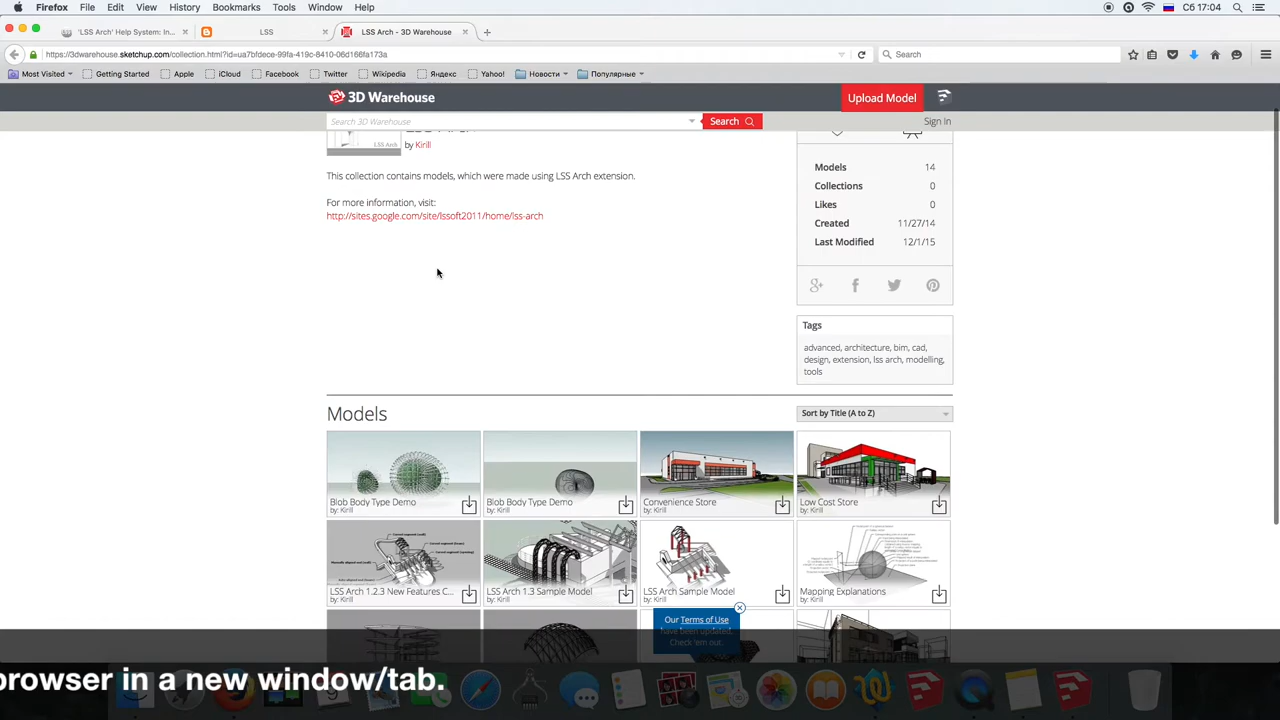 Firefox File Edit View History Bookmarks Tools Window Help Сб 17:04
'LSS Arch' Help System: In... LSS LSS Arch - 3D Warehouse
https://3dwarehouse.sketchup.com/collection.html?id=ua7bfdece-99fa-419c-8410-06d166fa173a Search
Most Visited Getting Started Apple iCloud Facebook Twitter Wikipedia Яндекс Yahoo! Новости Популярные
3D Warehouse Upload Model
Search 3D Warehouse Search Sign In
LSS Arch
by Kirill
This collection contains models, which were made using LSS Arch extension.
For more information, visit:
http://sites.google.com/site/lssoft2011/home/lss-arch
Models 14
Collections 0
Likes 0
Created 11/27/14
Last Modified 12/1/15
Tags
advanced, architecture, bim, cad,
design, extension, lss arch, modelling,
tools
Models
Sort by Title (A to Z)
Blob Body Type Demo
by: Kirill
Blob Body Type Demo
by: Kirill
Convenience Store
by: Kirill
Low Cost Store
by: Kirill
LSS Arch 1.2.3 New Features C...
by: Kirill
LSS Arch 1.3 Sample Model
by: Kirill
LSS Arch Sample Model
by: Kirill
Mapping Explanations
by: Kirill
Our Terms of Use
have been updated.
Check 'em out.
browser in a new window/tab.